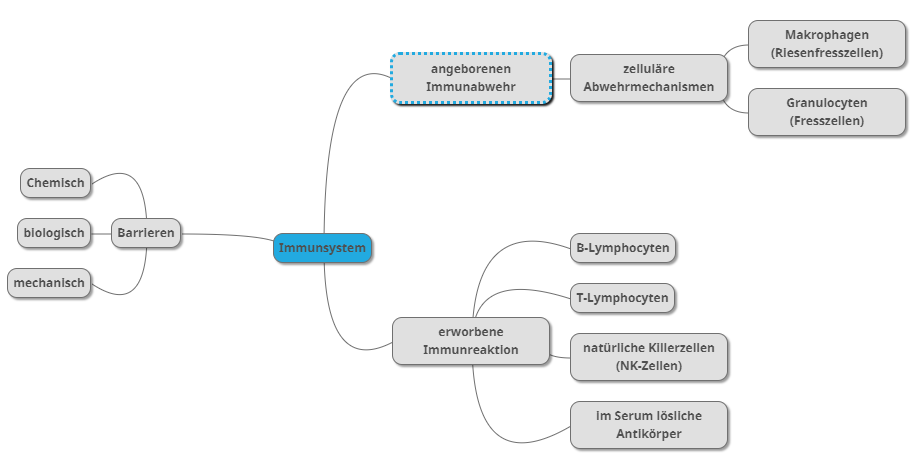 angeborenen
Immunabwehr
zelluläre
Abwehrmechanismen
Makrophagen
(Riesenfresszellen)
Granulocyten
(Fresszellen)
Chemisch
biologisch
mechanisch
Barrieren
Immunsystem
erworbene
Immunreaktion
B-Lymphocyten
T-Lymphocyten
natürliche Killerzellen
(NK-Zellen)
im Serum lösliche
Antikörper